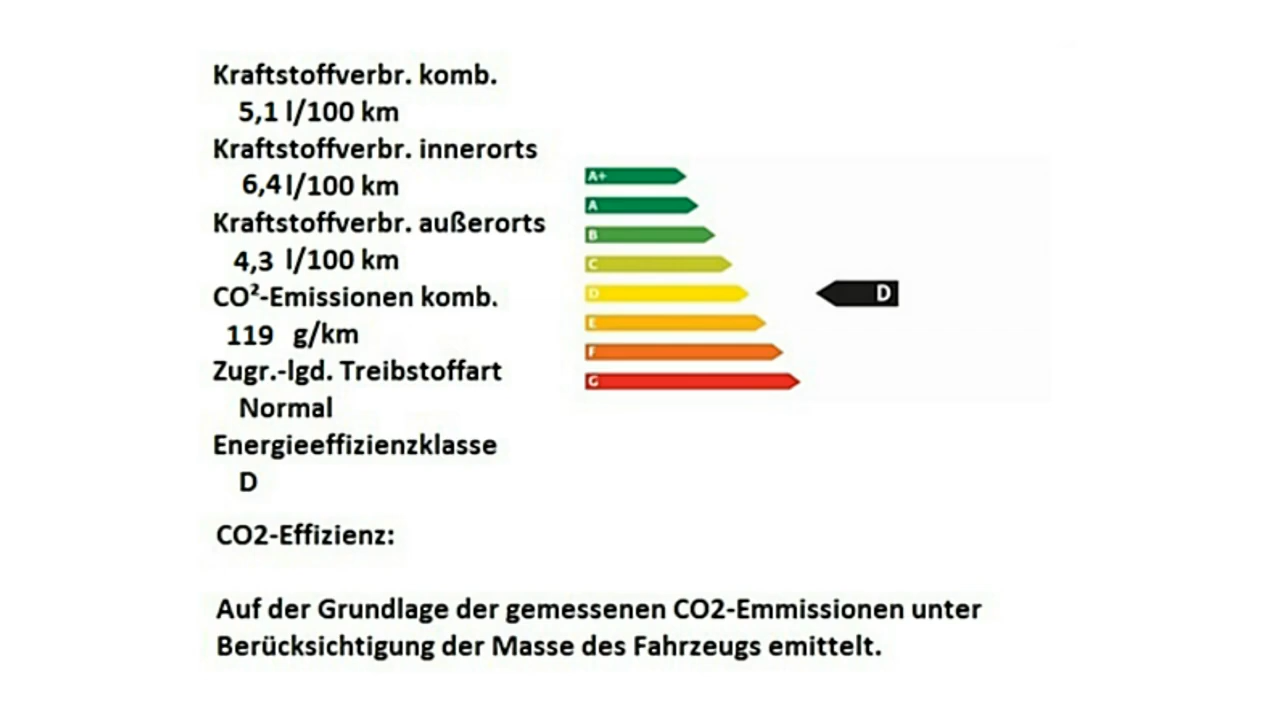 Kraftstoffverbr. komb.
5,1 l/100 km
Kraftstoffverbr. innerorts
6,4 l/100 km
Kraftstoffverbr. außerorts
4,3 l/100 km
CO²-Emissionen komb.
119 g/km
Zugr.-lgd. Treibstoffart
Normal
Energieeffizienzklasse
D
A+
A
B
C
D
D
E
F
G
CO2-Effizienz:
Auf der Grundlage der gemessenen CO2-Emmissionen unter
Berücksichtigung der Masse des Fahrzeugs emittelt.